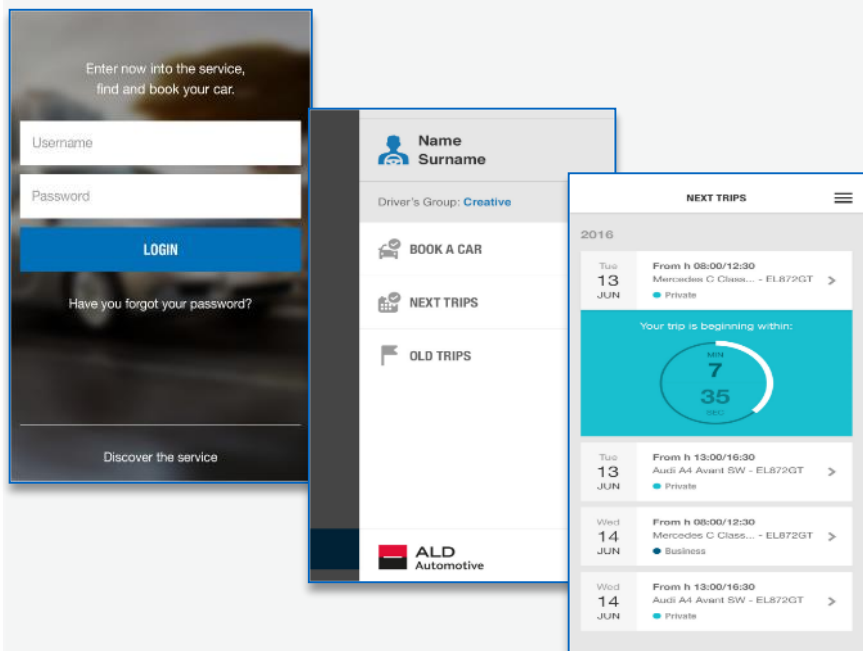 Enter now into the service,
find and book your car.
Username
Password
LOGIN
Have you forgot your password?
Discover the service
Name
Surname
Driver's Group: Creative
BOOK A CAR
NEXT TRIPS
OLD TRIPS
ALD
Automotive
NEXT TRIPS
2016
Tue
13
JUN
From h 08:00/12:30
Mercedes C Class... - EL872GT
Private
Your trip is beginning within:
MIN
7
35
SEC
Tue
13
JUN
From h 13:00/16:30
Audi A4 Avant SW - EL872GT
Private
Wed
14
JUN
From h 08:00/12:30
Mercedes C Class... - EL872GT
Business
Wed
14
JUN
From h 13:00/16:30
Audi A4 Avant SW - EL872GT
Private